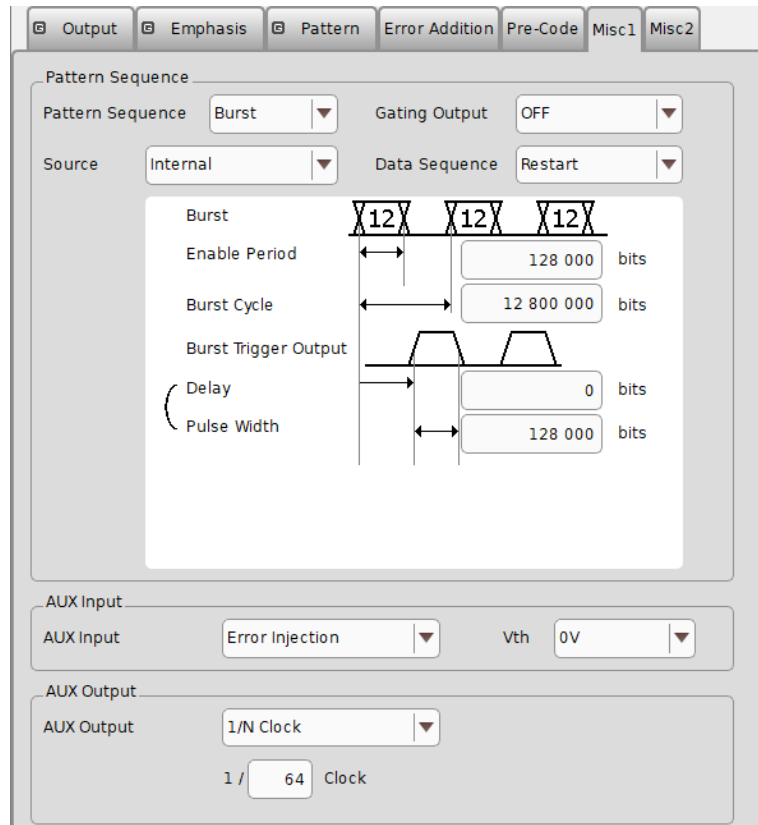 Output Emphasis Pattern Error Addition Pre-Code Misc1 Misc2
Pattern Sequence
Pattern Sequence Burst Gating Output OFF
Source Internal Data Sequence Restart
Burst 12 12 12
Enable Period 128 000 bits
Burst Cycle 12 800 000 bits
Burst Trigger Output
Delay 0 bits
Pulse Width 128 000 bits
AUX Input
AUX Input Error Injection Vth 0V
AUX Output
AUX Output 1/N Clock
1 / 64 Clock